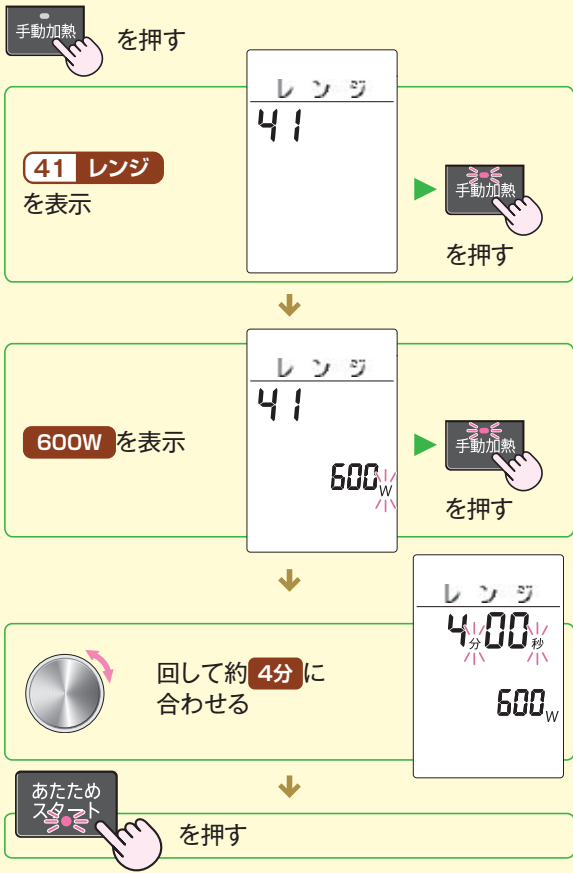 手動加熱 を押す
レンジ
41
41 レンジ
を表示
手動加熱
を押す
レンジ
41
600W を表示
600W
手動加熱
を押す
レンジ
4分00秒
600W
回して約 4分 に
合わせる
あたため
スタート
を押す